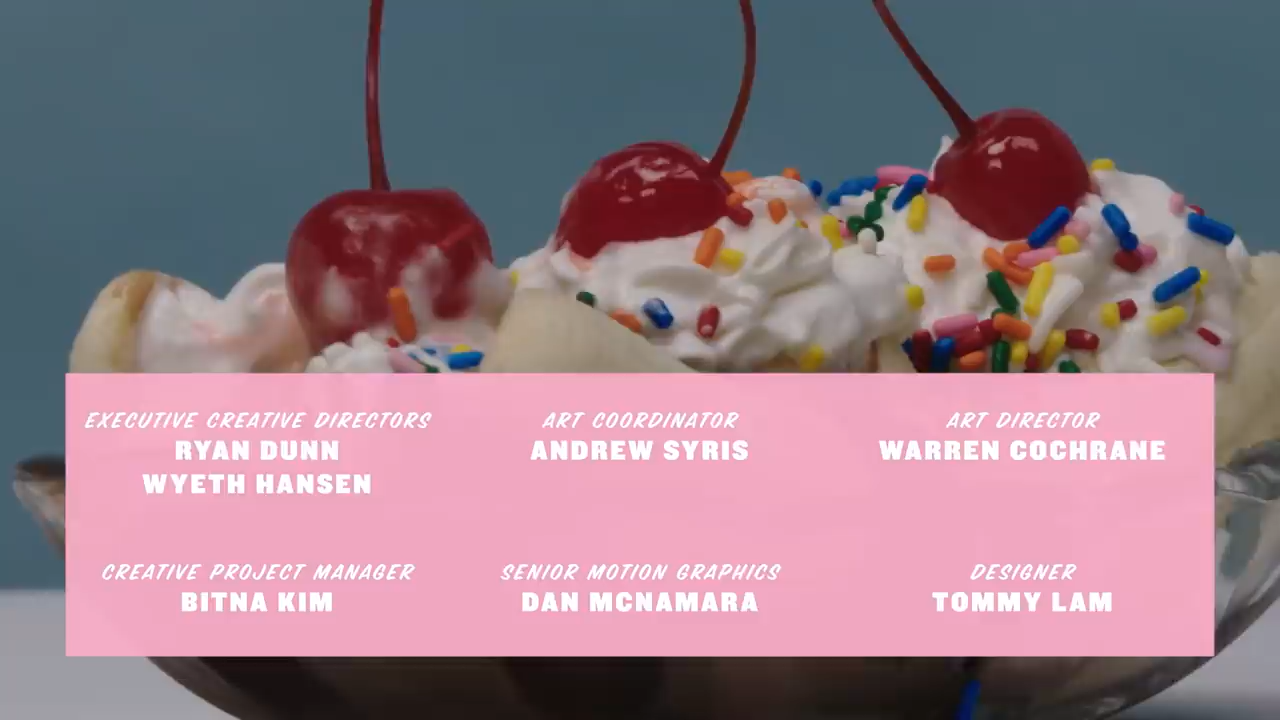 EXECUTIVE CREATIVE DIRECTORS
RYAN DUNN
WYETH HANSEN
ART COORDINATOR
ANDREW SYRIS
ART DIRECTOR
WARREN COCHRANE
CREATIVE PROJECT MANAGER
BITNA KIM
SENIOR MOTION GRAPHICS
DAN MCNAMARA
DESIGNER
TOMMY LAM